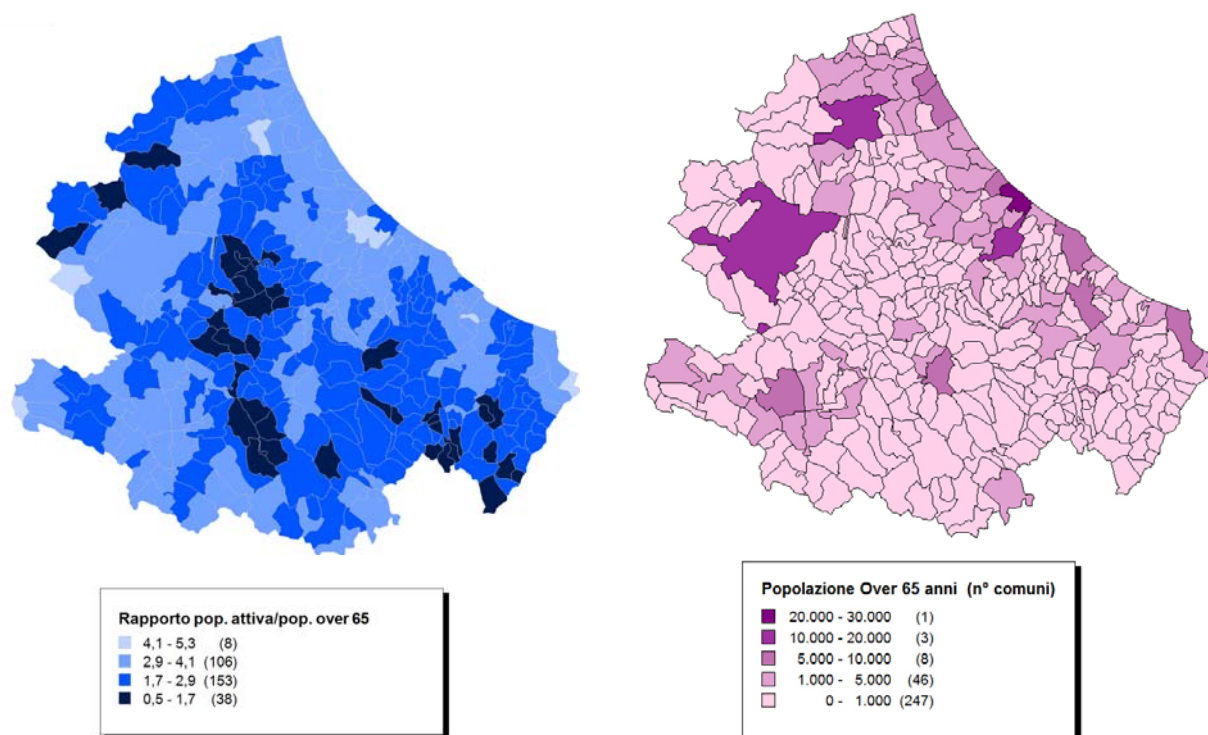 Rapporto pop. attiva/pop. over 65
4,1 - 5,3 (8)
2,9 - 4,1 (106)
1,7 - 2,9 (153)
0,5 - 1,7 (38)
Popolazione Over 65 anni (n° comuni)
20.000 - 30.000 (1)
10.000 - 20.000 (3)
5.000 - 10.000 (8)
1.000 - 5.000 (46)
0 - 1.000 (247)